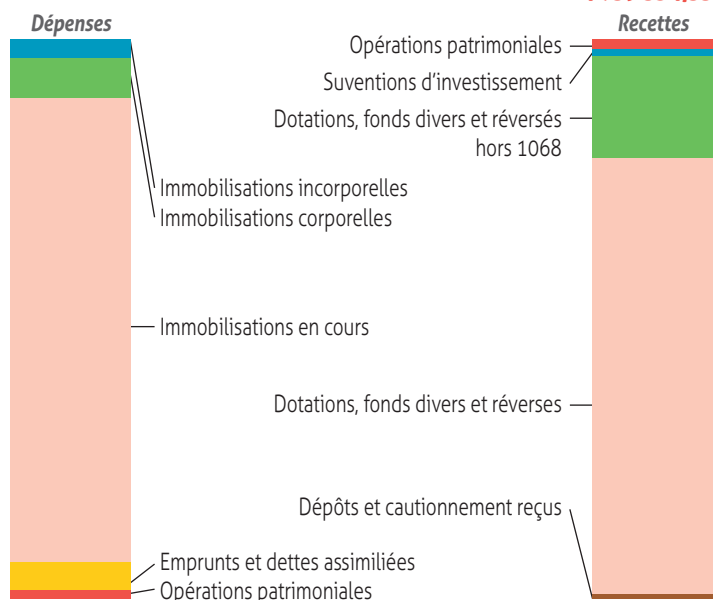 Dépenses
Recettes
Opérations patrimoniales
Suventions d'investissement
Dotations, fonds divers et réversés
hors 1068
Immobilisations incorporelles
Immobilisations corporelles
Immobilisations en cours
Dotations, fonds divers et réverses
Dépôts et cautionnement reçus
Emprunts et dettes assimiliées
Opérations patrimoniales